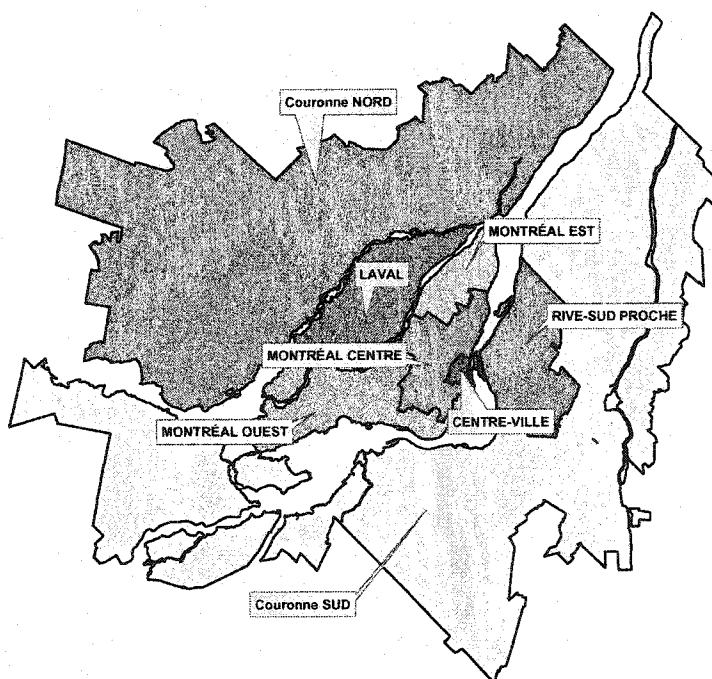 Couronne NORD
MONTRÉAL EST
LAVAL
RIVE-SUD PROCHE
MONTRÉAL CENTRE
CENTRE-VILLE
MONTRÉAL OUEST
Couronne SUD